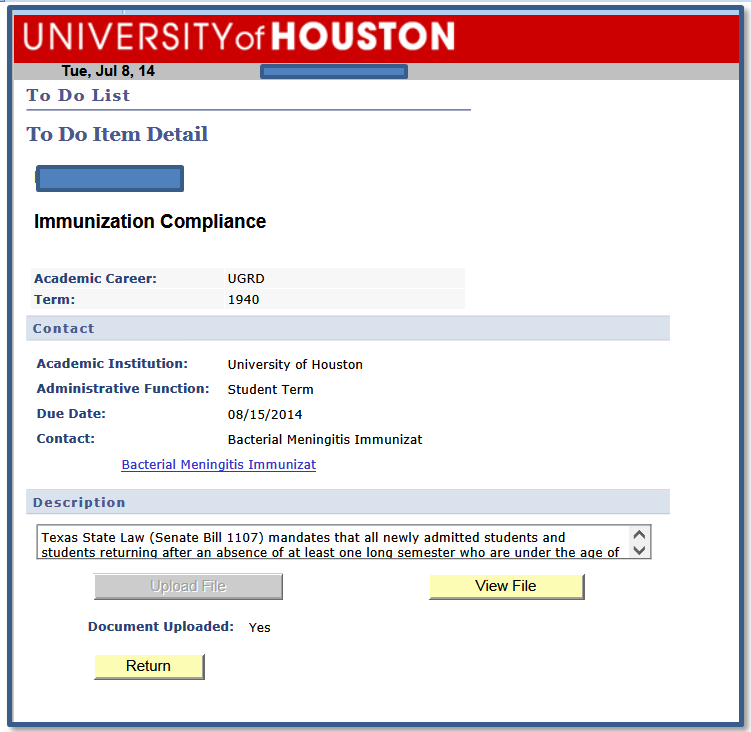 UNIVERSITY of HOUSTON
Tue, Jul 8, 14
To Do List
To Do Item Detail
Immunization Compliance
Academic Career: UGRD
Term: 1940
Contact
Academic Institution: University of Houston
Administrative Function: Student Term
Due Date: 08/15/2014
Contact: Bacterial Meningitis Immunizat
Bacterial Meningitis Immunizat
Description
Texas State Law (Senate Bill 1107) mandates that all newly admitted students and
students returning after an absence of at least one long semester who are under the age of
Upload File View File
Document Uploaded: Yes
Return